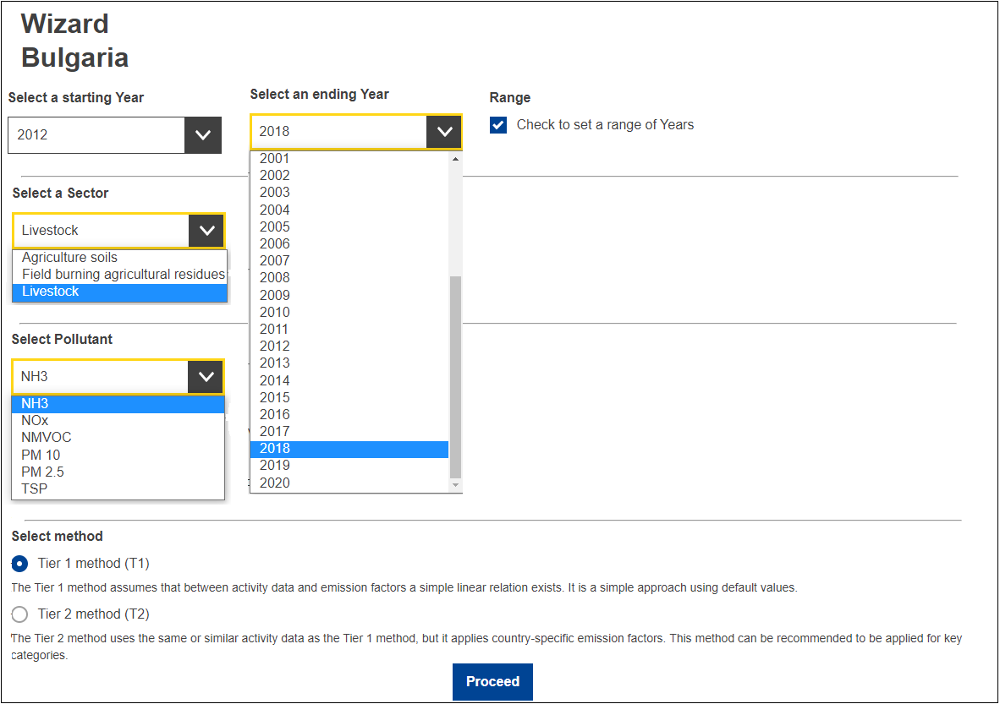 Wizard
Bulgaria
Select a starting Year
2012
Select an ending Year
2018
2001
2002
2003
2004
2005
2006
2007
2008
2009
2010
2011
2012
2013
2014
2015
2016
2017
2018
2019
2020
Range
Check to set a range of Years
Select a Sector
Livestock
Agriculture soils
Field burning agricultural residues
Livestock
Select Pollutant
NH3
NH3
NOx
NMVOC
PM 10
PM 2.5
TSP
Select method
Tier 1 method (T1)
The Tier 1 method assumes that between activity data and emission factors a simple linear relation exists. It is a simple approach using default values.
Tier 2 method (T2)
The Tier 2 method uses the same or similar activity data as the Tier 1 method, but it applies country-specific emission factors. This method can be recommended to be applied for key
categories.
Proceed